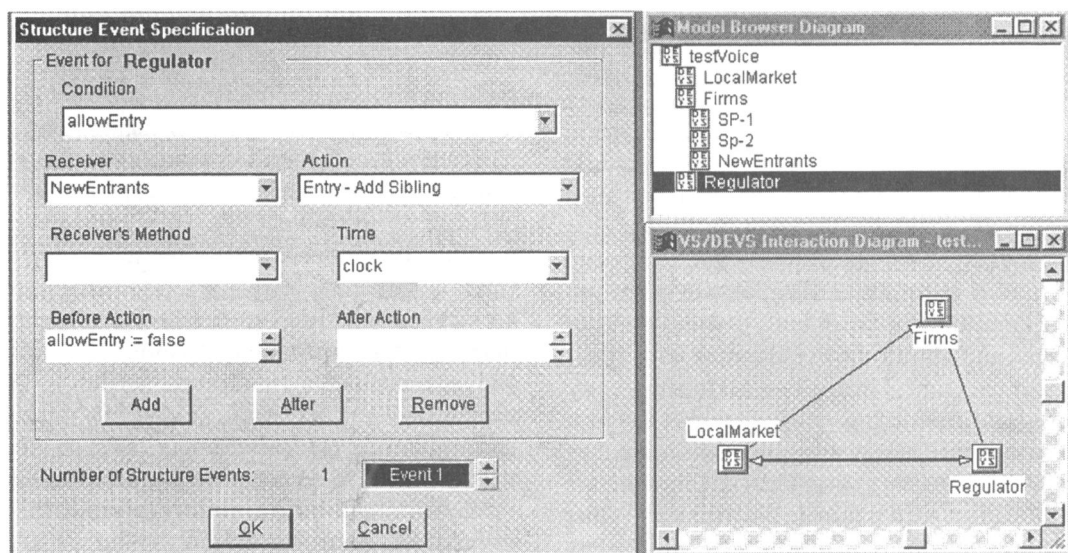 Structure Event Specification
Event for Regulator
Condition
allowEntry
Receiver
Action
NewEntrants
Entry - Add Sibling
Receiver's Method
Time
clock
Before Action
After Action
allowEntry := false
Add
Alter
Remove
Number of Structure Events:
1
Event 1
OK
Cancel
Model Browser Diagram
testVoice
LocalMarket
Firms
SP-1
Sp-2
NewEntrants
Regulator
VS/DEVS Interaction Diagram - test...
Firms
LocalMarket
Regulator